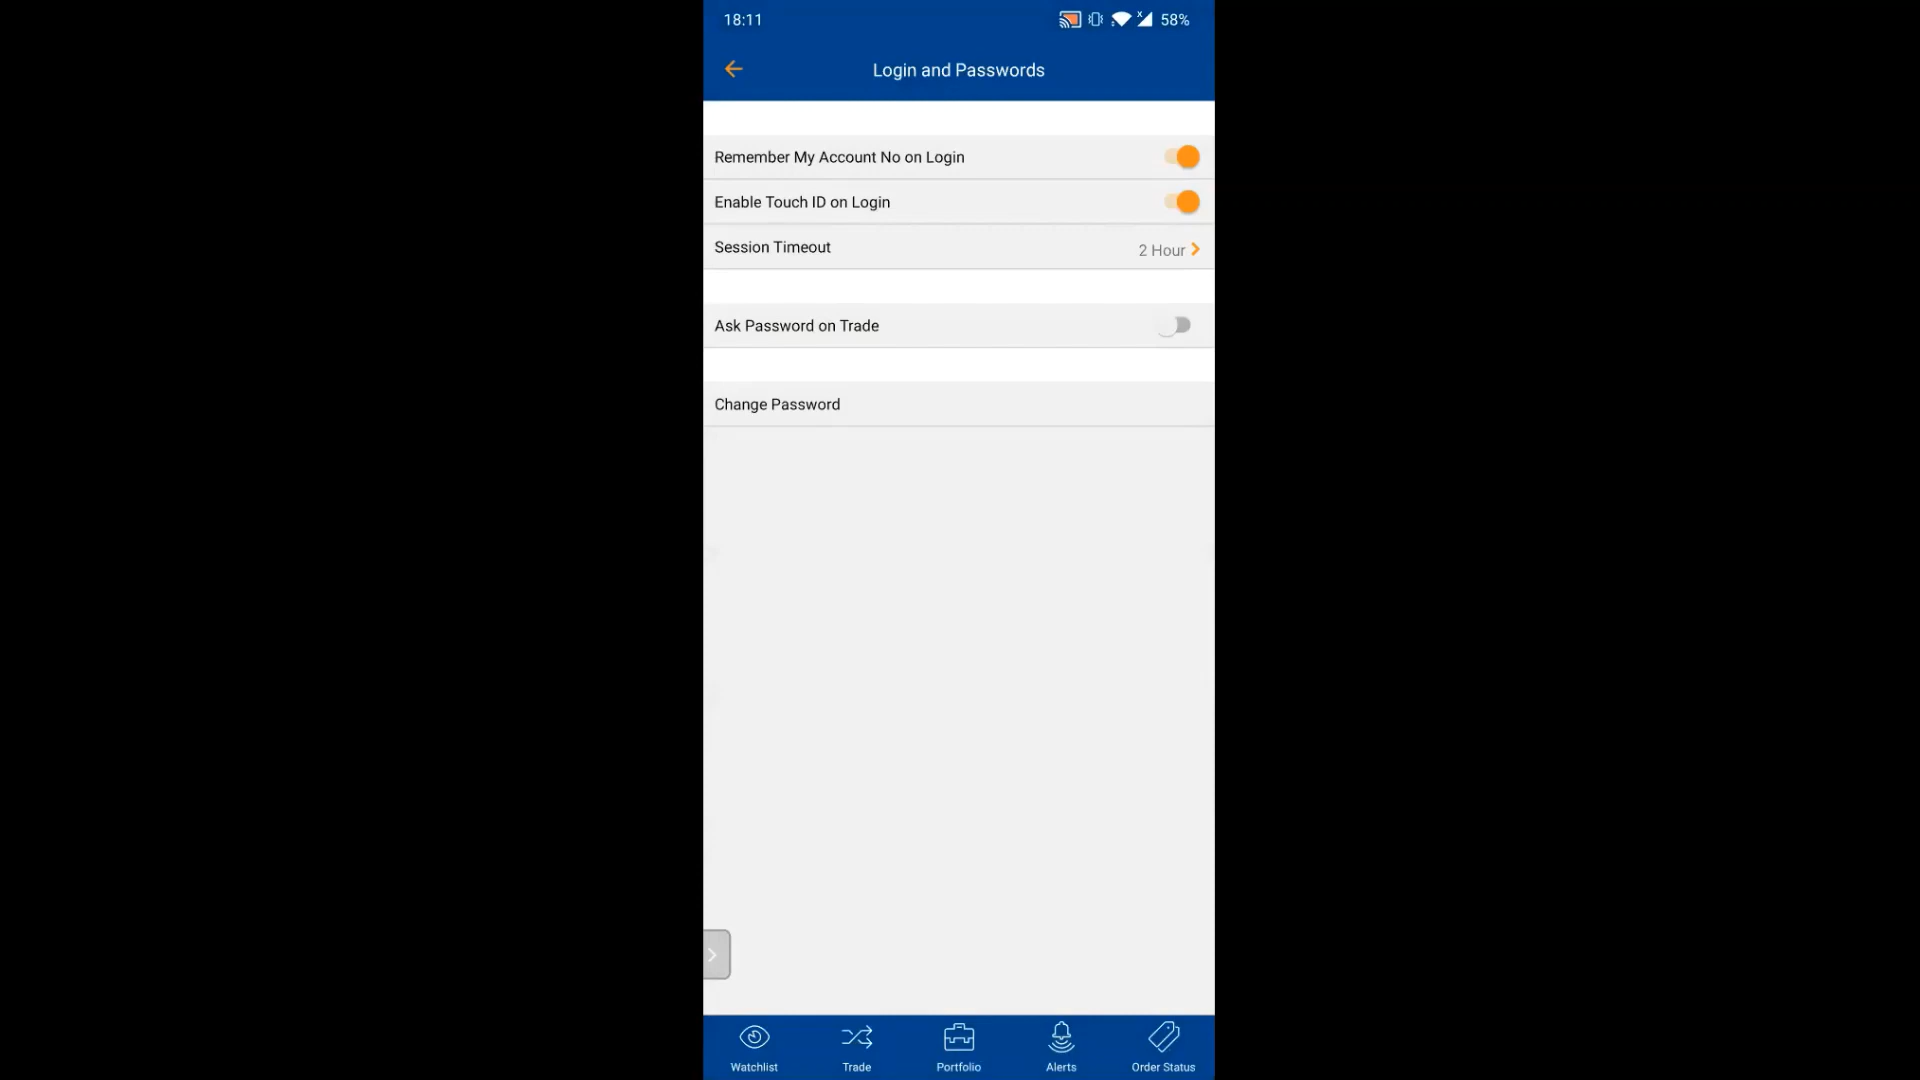 18:11
58%
Login and Passwords
Remember My Account No on Login
Enable Touch ID on Login
Session Timeout
2 Hour
Ask Password on Trade
Change Password
Watchlist
Trade
Portfolio
Alerts
Order Status